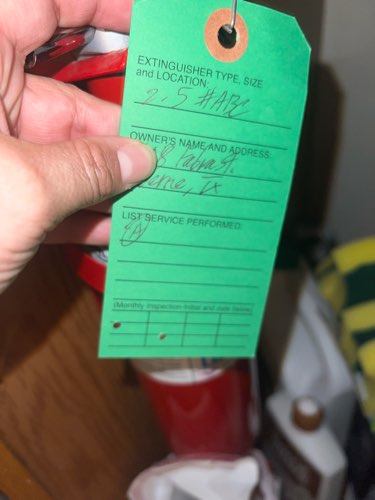 EXTINGUISHER TYPE, SIZE
and LOCATION:
2.5 # ABC
OWNER'S NAME AND ADDRESS:
TX
LIST SERVICE PERFORMED:
(Monthly inspection-Initial and date below)